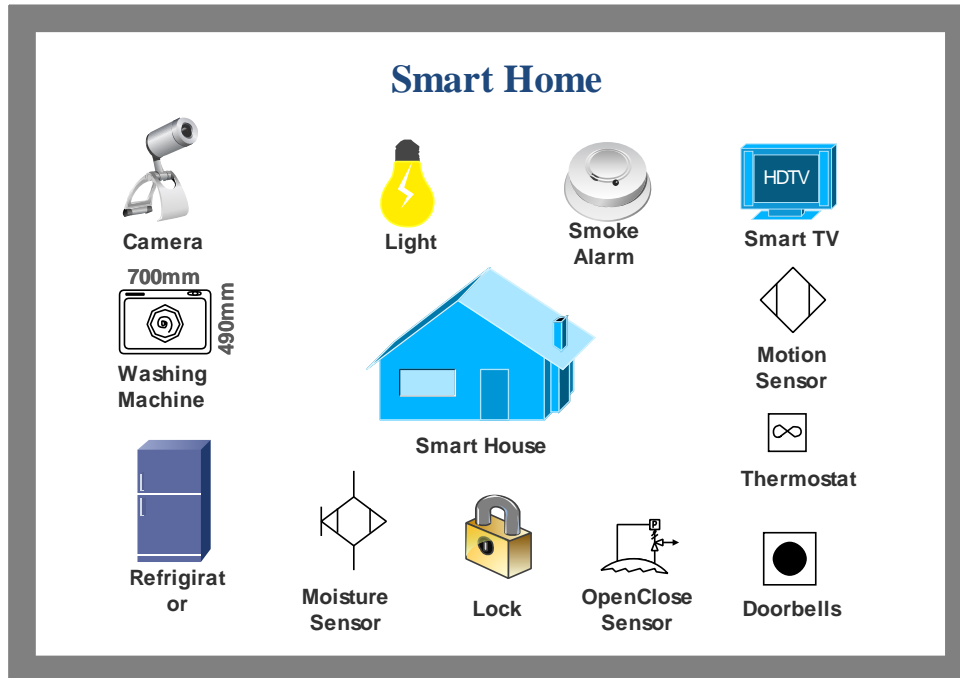 Smart Home
Camera
Light
Smoke
Alarm
HDTV
Smart TV
700mm
490mm
Washing
Machine
Smart House
Motion
Sensor
Thermostat
Refrigirat
or
Moisture
Sensor
Lock
P
OpenClose
Sensor
Doorbells